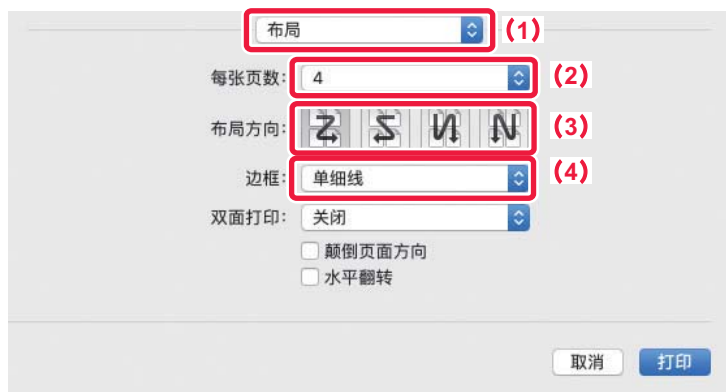 布局 (1)
每张页数: 4 (2)
布局方向: (3)
边框: 单细线 (4)
双面打印: 关闭
颠倒页面方向
水平翻转
取消 打印